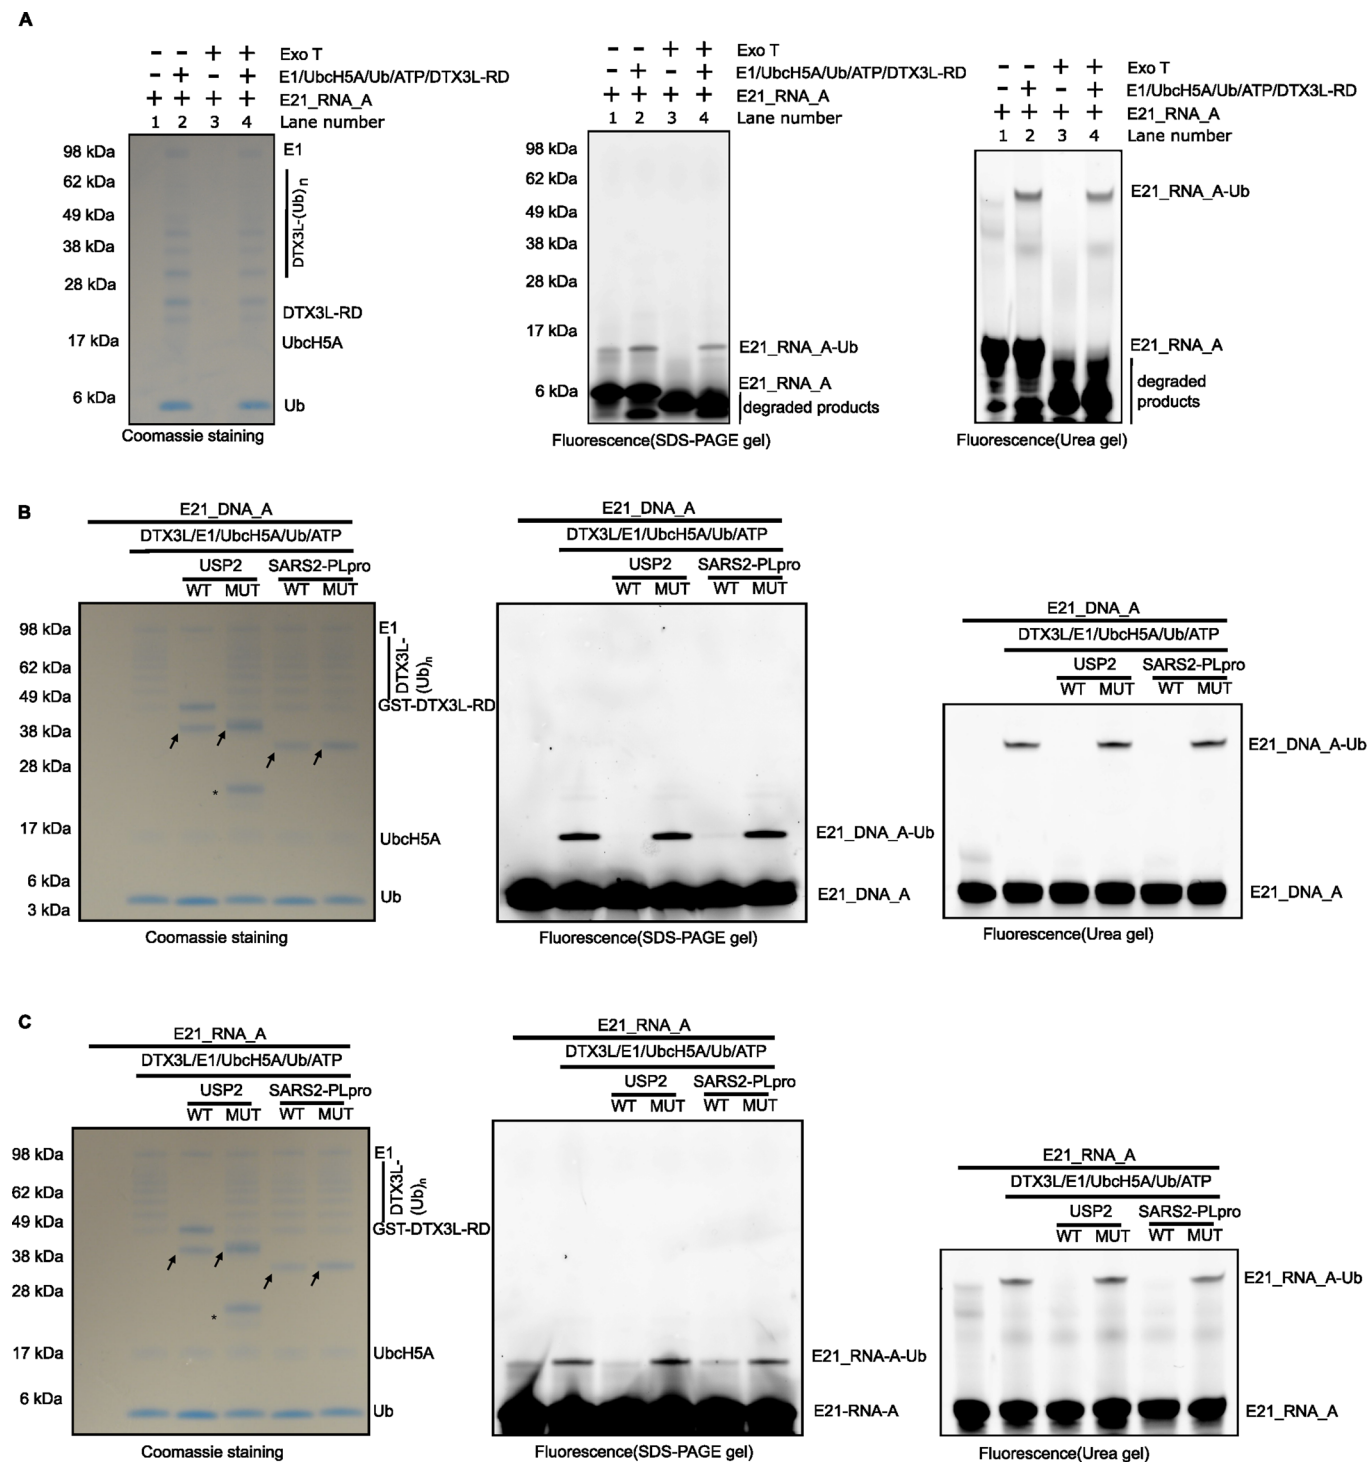 A
- - + + Exo T
- + - + E1/UbcH5A/Ub/ATP/DTX3L-RD
+ + + + E21_RNA_A
1 2 3 4 Lane number
98 kDa
62 kDa
49 kDa
38 kDa
28 kDa
17 kDa
6 kDa
E1
DTX3L-(Ub)n
DTX3L-RD
UbcH5A
Ub
Coomassie staining
- - + + Exo T
- + - + E1/UbcH5A/Ub/ATP/DTX3L-RD
+ + + + E21_RNA_A
1 2 3 4 Lane number
98 kDa
62 kDa
49 kDa
38 kDa
28 kDa
17 kDa
6 kDa
E21_RNA_A-Ub
E21_RNA_A
degraded products
Fluorescence(SDS-PAGE gel)
- - + + Exo T
- + - + E1/UbcH5A/Ub/ATP/DTX3L-RD
+ + + + E21_RNA_A
1 2 3 4 Lane number
E21_RNA_A-Ub
E21_RNA_A
degraded
products
Fluorescence(Urea gel)
B
E21_DNA_A
DTX3L/E1/UbcH5A/Ub/ATP
USP2 SARS2-PLpro
WT MUT WT MUT
98 kDa
62 kDa
49 kDa
38 kDa
28 kDa
17 kDa
6 kDa
3 kDa
E1
DTX3L-
(Ub)n
GST-DTX3L-RD
*
UbcH5A
Ub
Coomassie staining
E21_DNA_A
DTX3L/E1/UbcH5A/Ub/ATP
USP2 SARS2-PLpro
WT MUT WT MUT
E21_DNA_A-Ub
E21_DNA_A
Fluorescence(SDS-PAGE gel)
E21_DNA_A
DTX3L/E1/UbcH5A/Ub/ATP
USP2 SARS2-PLpro
WT MUT WT MUT
E21_DNA_A-Ub
E21_DNA_A
Fluorescence(Urea gel)
C
E21_RNA_A
DTX3L/E1/UbcH5A/Ub/ATP
USP2 SARS2-PLpro
WT MUT WT MUT
98 kDa
62 kDa
49 kDa
38 kDa
28 kDa
17 kDa
6 kDa
E1
DTX3L-
(Ub)n
GST-DTX3L-RD
*
UbcH5A
Ub
Coomassie staining
E21_RNA_A
DTX3L/E1/UbcH5A/Ub/ATP
USP2 SARS2-PLpro
WT MUT WT MUT
E21_RNA-A-Ub
E21-RNA-A
Fluorescence(SDS-PAGE gel)
E21_RNA_A
DTX3L/E1/UbcH5A/Ub/ATP
USP2 SARS2-PLpro
WT MUT WT MUT
E21_RNA_A-Ub
E21_RNA_A
Fluorescence(Urea gel)